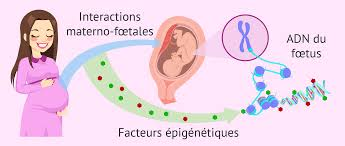 Interactions
materno-fœtales
ADN du
fœtus
Facteurs épigénétiques